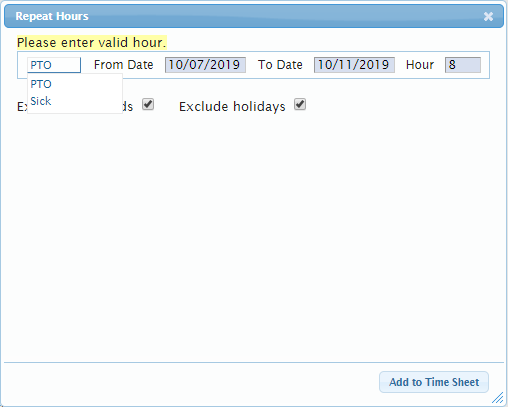 Repeat Hours
Please enter valid hour.
PTO From Date 10/07/2019 To Date 10/11/2019 Hour 8
PTO
Sick
Ex ds Exclude holidays
Add to Time Sheet